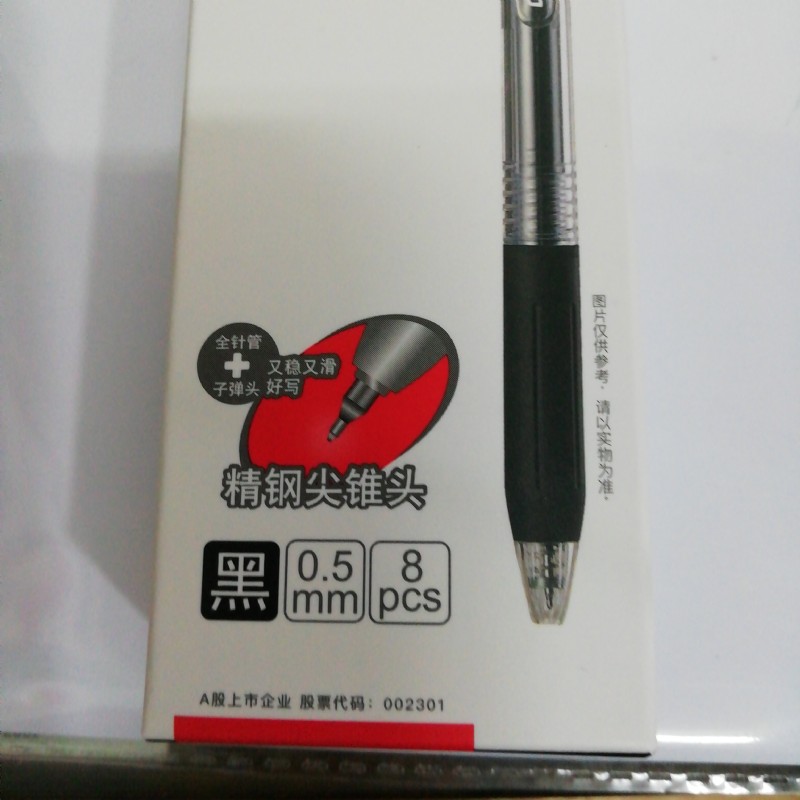 全针管
+
子弹头
又稳又滑
好写
精钢尖锥头
黑
0.5
mm
8
pcs
图片仅供参考，请以实物为准。
A股上市企业 股票代码：002301